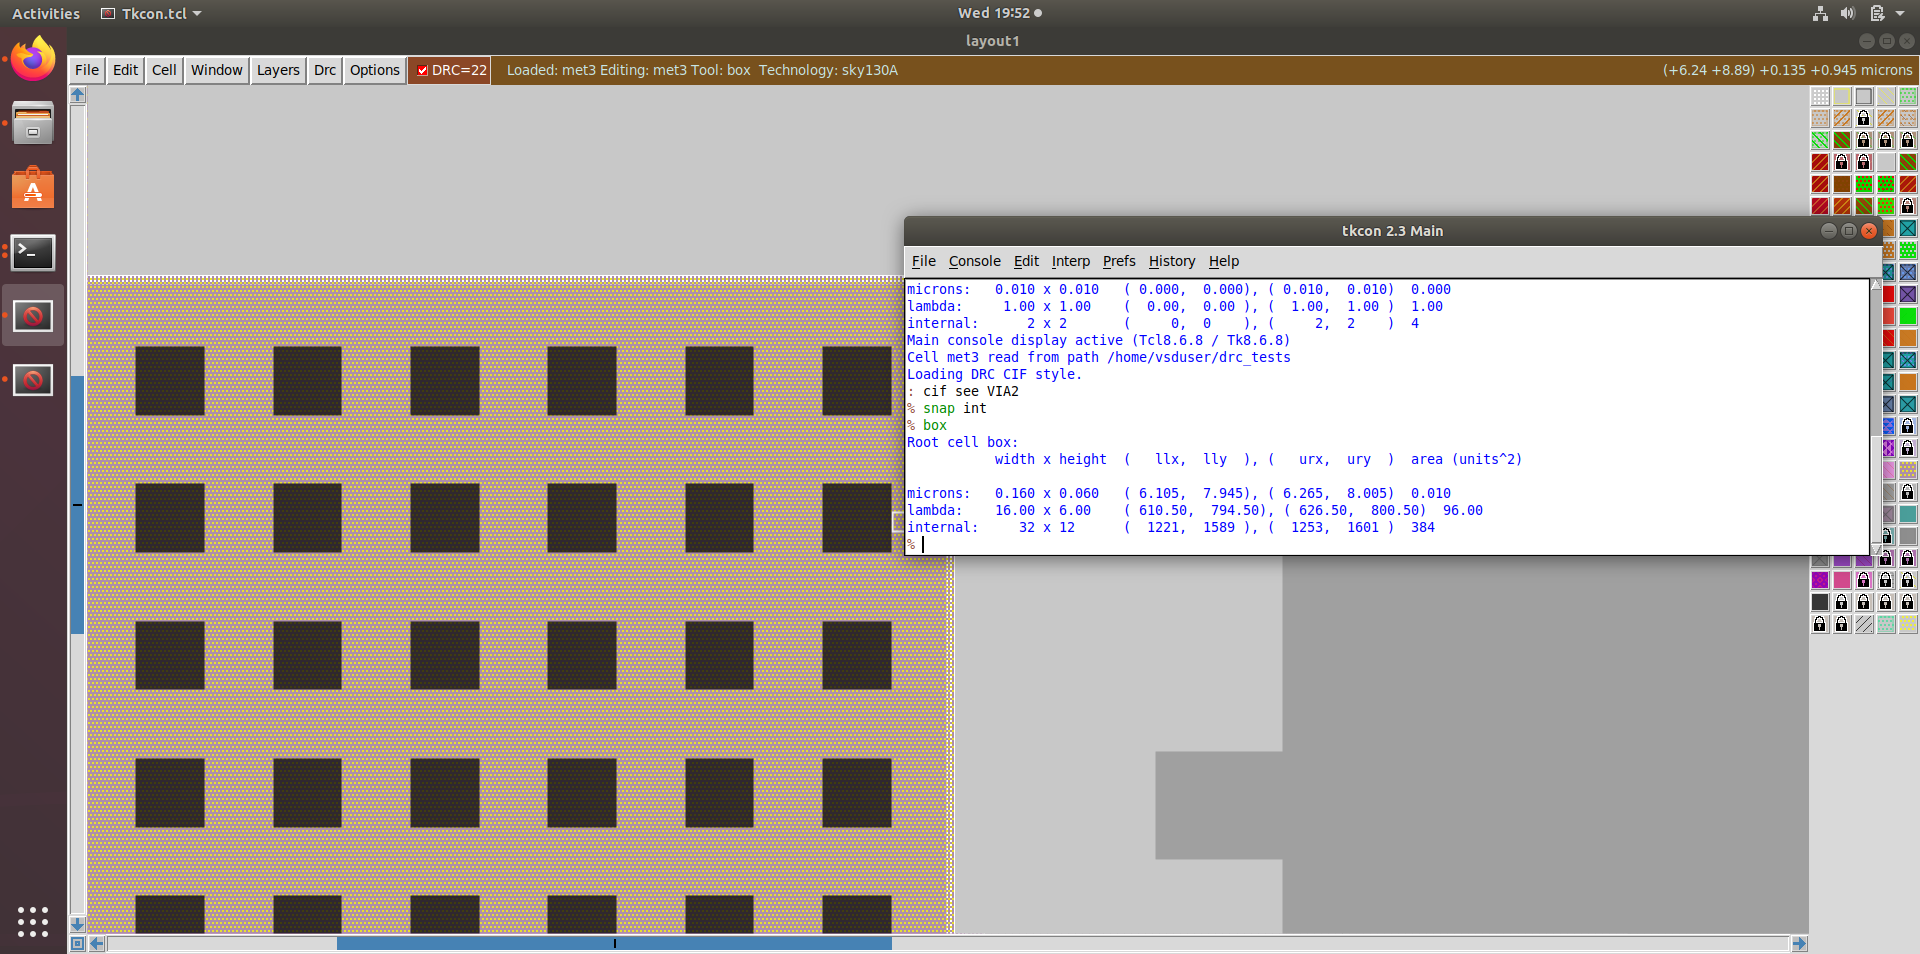 Activities Tkcon.tcl Wed 19:52
layout1
File Edit Cell Window Layers Drc Options DRC=22 Loaded: met3 Editing: met3 Tool: box Technology: sky130A (+6.24 +8.89) +0.135 +0.945 microns
tkcon 2.3 Main
File Console Edit Interp Prefs History Help
microns: 0.010 x 0.010 ( 0.000, 0.000), ( 0.010, 0.010) 0.000
lambda: 1.00 x 1.00 ( 0.00, 0.00 ), ( 1.00, 1.00 ) 1.00
internal: 2 x 2 ( 0, 0 ), ( 2, 2 ) 4
Main console display active (Tcl8.6.8 / Tk8.6.8)
Cell met3 read from path /home/vsduser/drc_tests
Loading DRC CIF style.
: cif see VIA2
% snap int
% box
Root cell box:
width x height ( llx, lly ), ( urx, ury ) area (units^2)
microns: 0.160 x 0.060 ( 6.105, 7.945), ( 6.265, 8.005) 0.010
lambda: 16.00 x 6.00 ( 610.50, 794.50), ( 626.50, 800.50) 96.00
internal: 32 x 12 ( 1221, 1589 ), ( 1253, 1601 ) 384
%